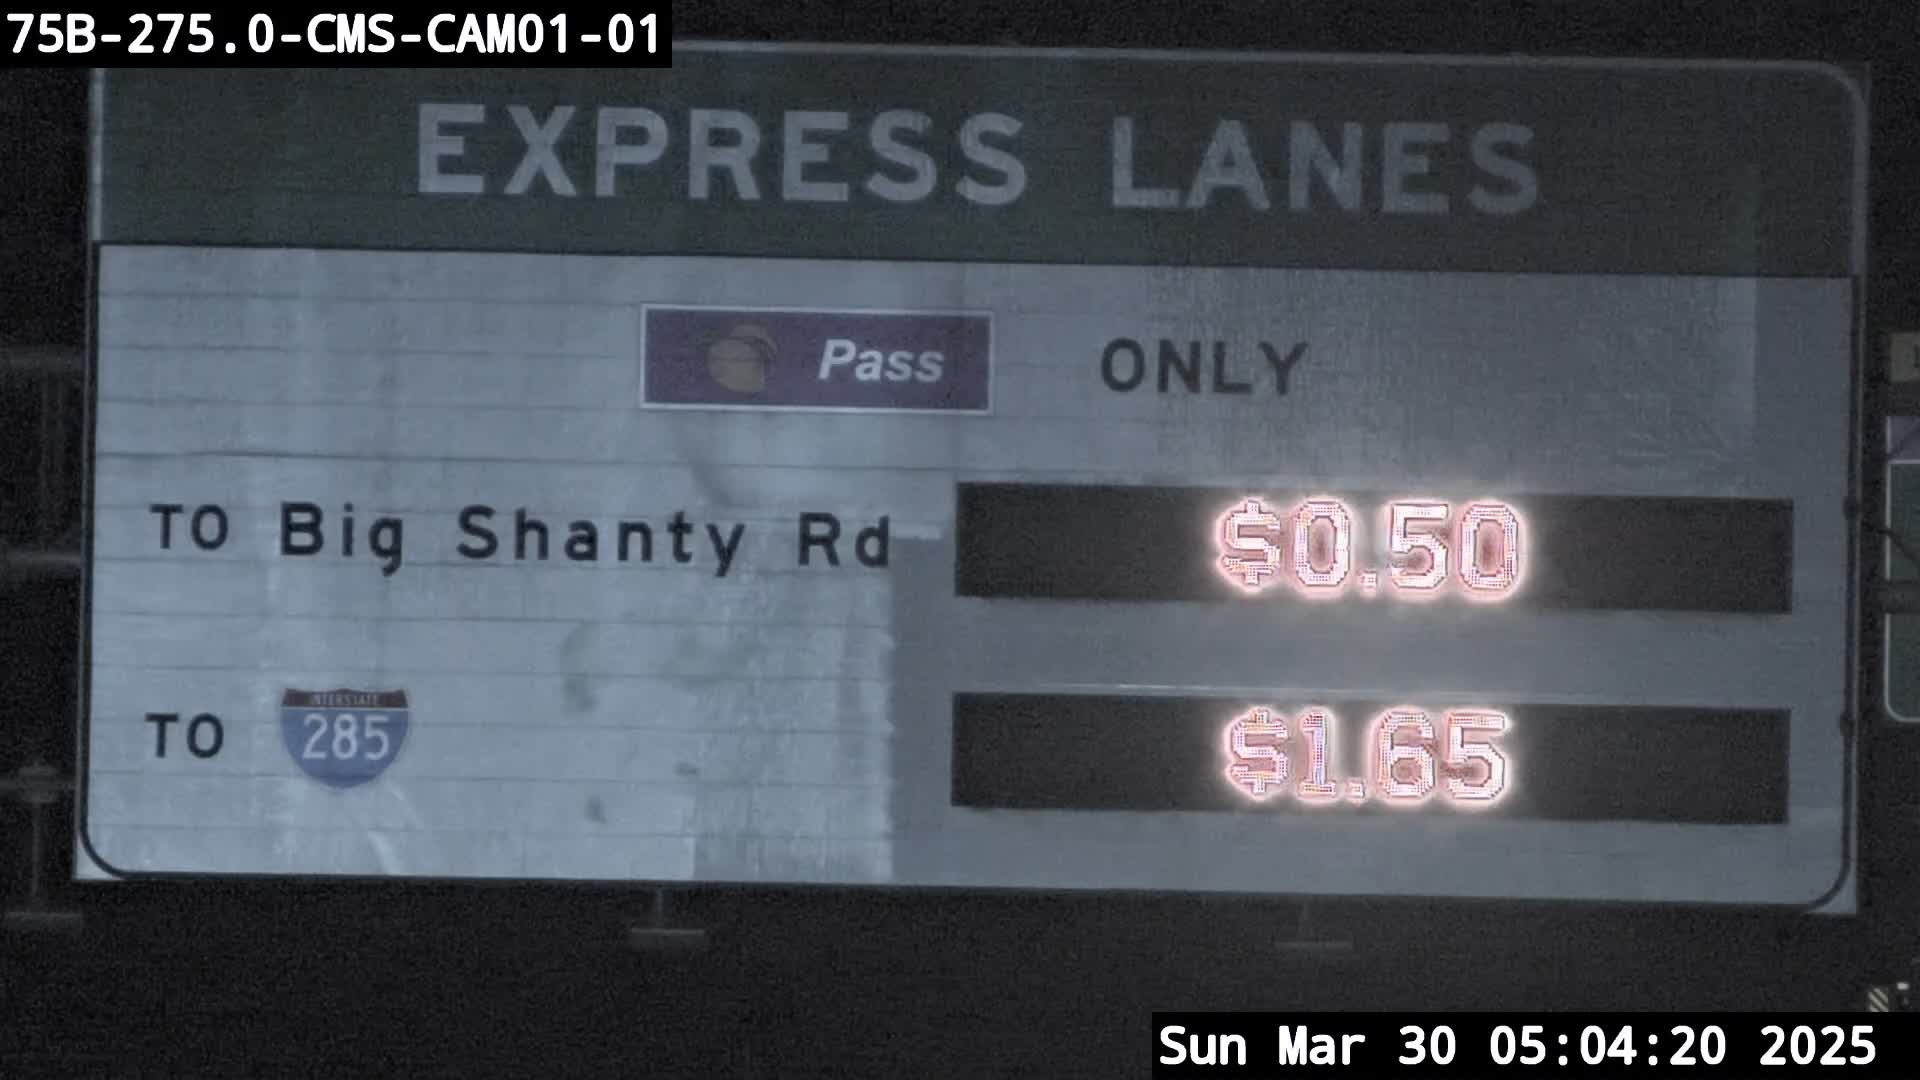 75B-275.0-CMS-CAM01-01
EXPRESS LANES
Pass ONLY
TO Big Shanty Rd $0.50
INTERSTATE
TO 285 $1.65
Sun Mar 30 05:04:20 2025